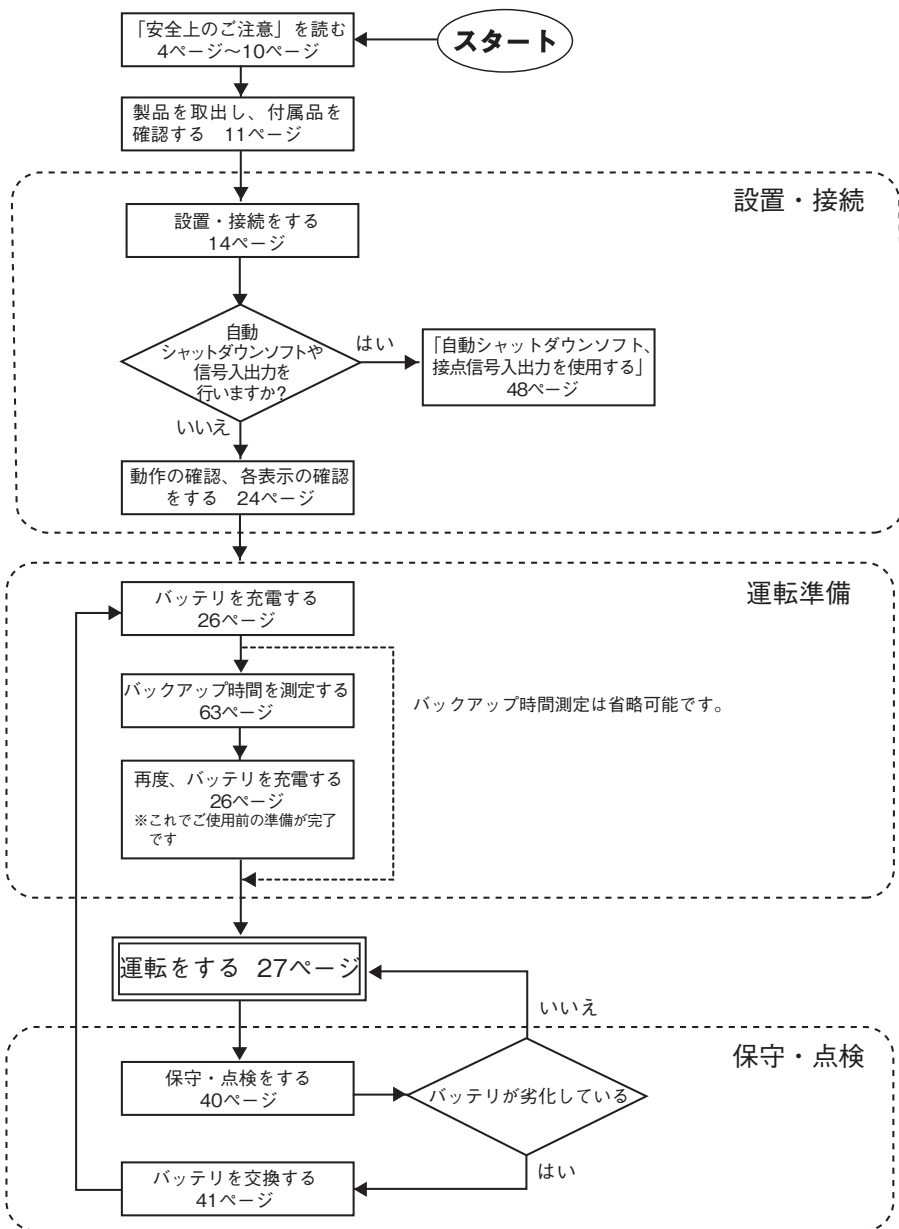 「安全上のご注意」を読む
4ページ～10ページ
スタート
製品を取出し、付属品を
確認する　11ページ
設置・接続
設置・接続をする
14ページ
自動
シャットダウンソフトや
信号入出力を
行いますか?
はい
「自動シャットダウンソフト、
接点信号入出力を使用する」
48ページ
いいえ
動作の確認、各表示の確認
をする　24ページ
運転準備
バッテリを充電する
26ページ
バックアップ時間を測定する
63ページ
バックアップ時間測定は省略可能です。
再度、バッテリを充電する
26ページ
※これでご使用前の準備が完了
です
運転をする 27ページ
いいえ
保守・点検
保守・点検をする
40ページ
バッテリが劣化している
はい
バッテリを交換する
41ページ